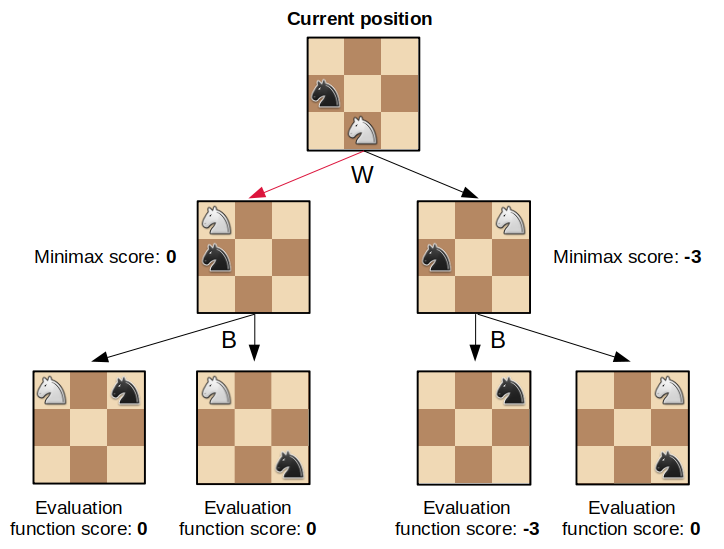 Current position
W
Minimax score: 0
Minimax score: -3
B
B
Evaluation
function score: 0
Evaluation
function score: 0
Evaluation
function score: -3
Evaluation
function score: 0